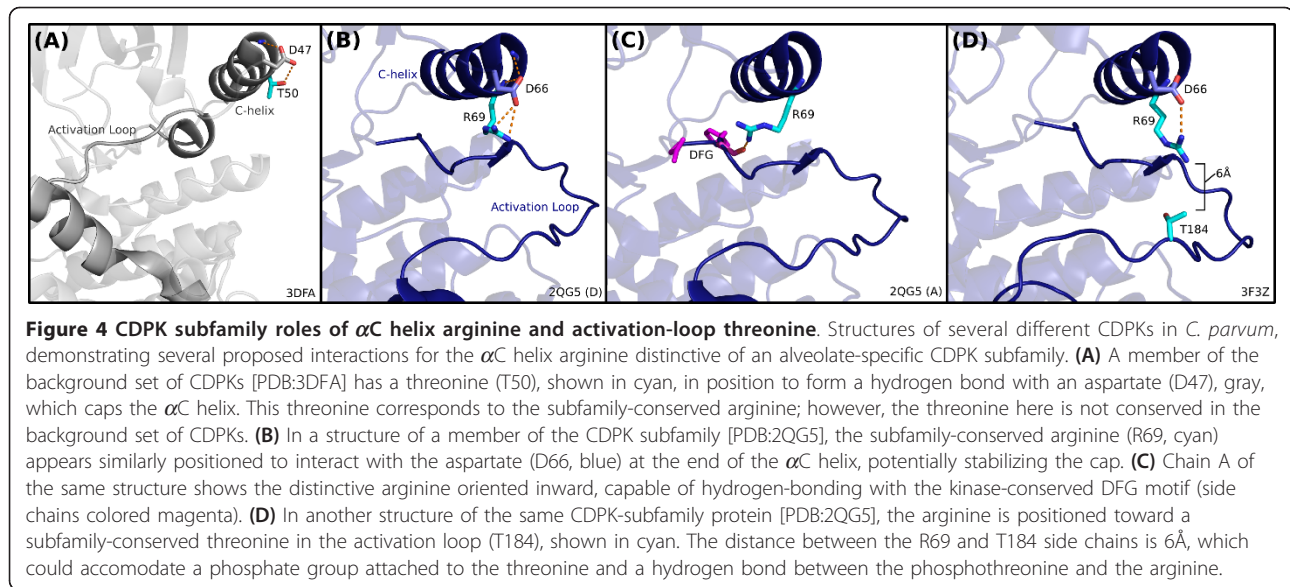 (A)
D47
T50
C-helix
Activation Loop
3DFA
(B)
C-helix
D66
R69
Activation Loop
2QG5 (D)
(C)
R69
DFG
2QG5 (A)
(D)
D66
R69
6Å
T184
3F3Z
Figure 4 CDPK subfamily roles of αC helix arginine and activation-loop threonine. Structures of several different CDPKs in C. parvum,
demonstrating several proposed interactions for the αC helix arginine distinctive of an alveolate-specific CDPK subfamily. (A) A member of the
background set of CDPKs [PDB:3DFA] has a threonine (T50), shown in cyan, in position to form a hydrogen bond with an aspartate (D47), gray,
which caps the αC helix. This threonine corresponds to the subfamily-conserved arginine; however, the threonine here is not conserved in the
background set of CDPKs. (B) In a structure of a member of the CDPK subfamily [PDB:2QG5], the subfamily-conserved arginine (R69, cyan)
appears similarly positioned to interact with the aspartate (D66, blue) at the end of the αC helix, potentially stabilizing the cap. (C) Chain A of
the same structure shows the distinctive arginine oriented inward, capable of hydrogen-bonding with the kinase-conserved DFG motif (side
chains colored magenta). (D) In another structure of the same CDPK-subfamily protein [PDB:2QG5], the arginine is positioned toward a
subfamily-conserved threonine in the activation loop (T184), shown in cyan. The distance between the R69 and T184 side chains is 6Å, which
could accomodate a phosphate group attached to the threonine and a hydrogen bond between the phosphothreonine and the arginine.